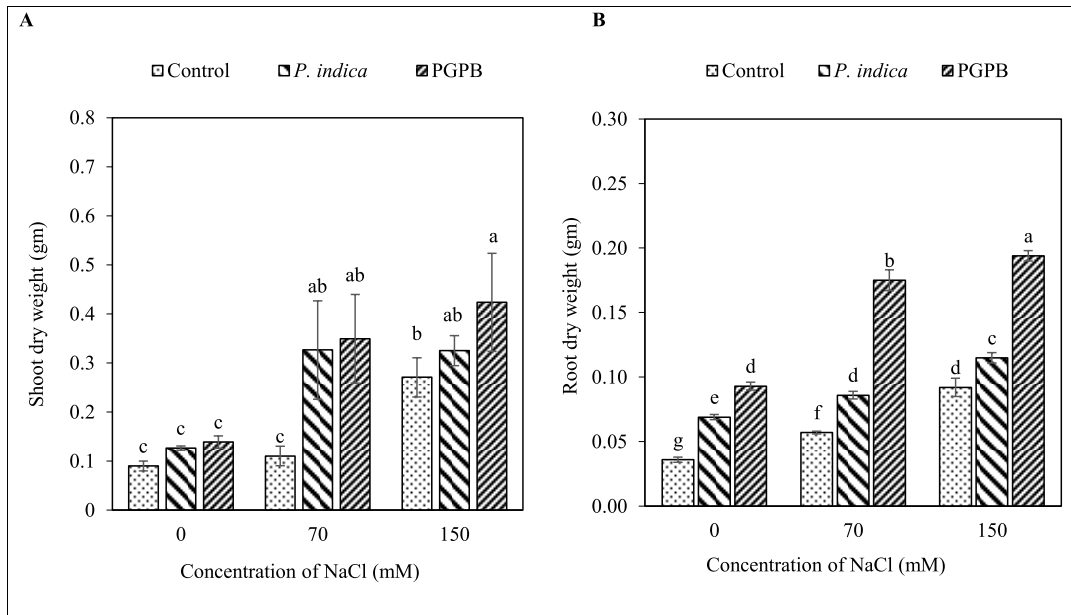 A
Control P. indica PGPB
Shoot dry weight (gm)
0.8
0.7
0.6
0.5
0.4
0.3
0.2
0.1
0
c c c
c ab ab
b ab a
0 70 150
Concentration of NaCl (mM)
B
Control P. indica PGPB
Root dry weight (gm)
0.30
0.25
0.20
0.15
0.10
0.05
0.00
g e d
f d b
d c a
0 70 150
Concentration of NaCl (mM)